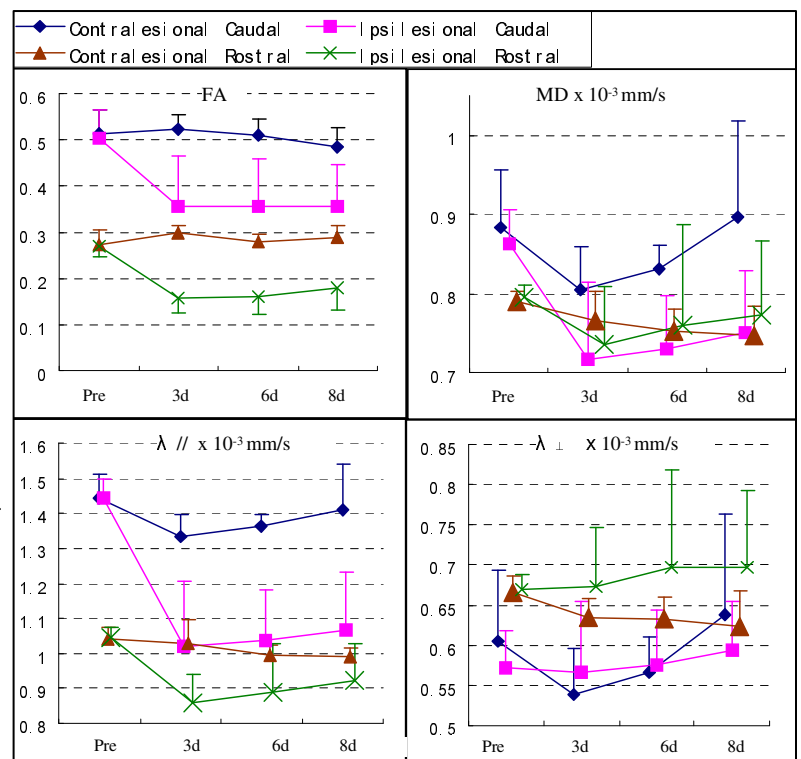 Contralesional Caudal Ipsilesional Caudal
Contralesional Rostral Ipsilesional Rostral
FA
0.6
0.5
0.4
0.3
0.2
0.1
0
Pre 3d 6d 8d
MD x 10-3 mm/s
1
0.9
0.8
0.7
Pre 3d 6d 8d
λ // x 10-3 mm/s
1.6
1.5
1.4
1.3
1.2
1.1
1
0.9
0.8
Pre 3d 6d 8d
λ ⊥ x 10-3 mm/s
0.85
0.8
0.75
0.7
0.65
0.6
0.55
0.5
Pre 3d 6d 8d